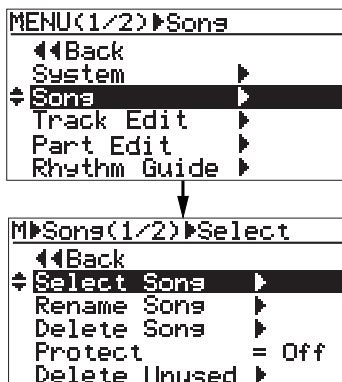 MENU(1/2)▶Song
◀◀Back
System ▶
Song ▶
Track Edit ▶
Part Edit ▶
Rhythm Guide ▶
M▶Song(1/2)▶Select
◀◀Back
Select Song ▶
Rename Song ▶
Delete Song ▶
Protect = Off
Delete Unused ▶